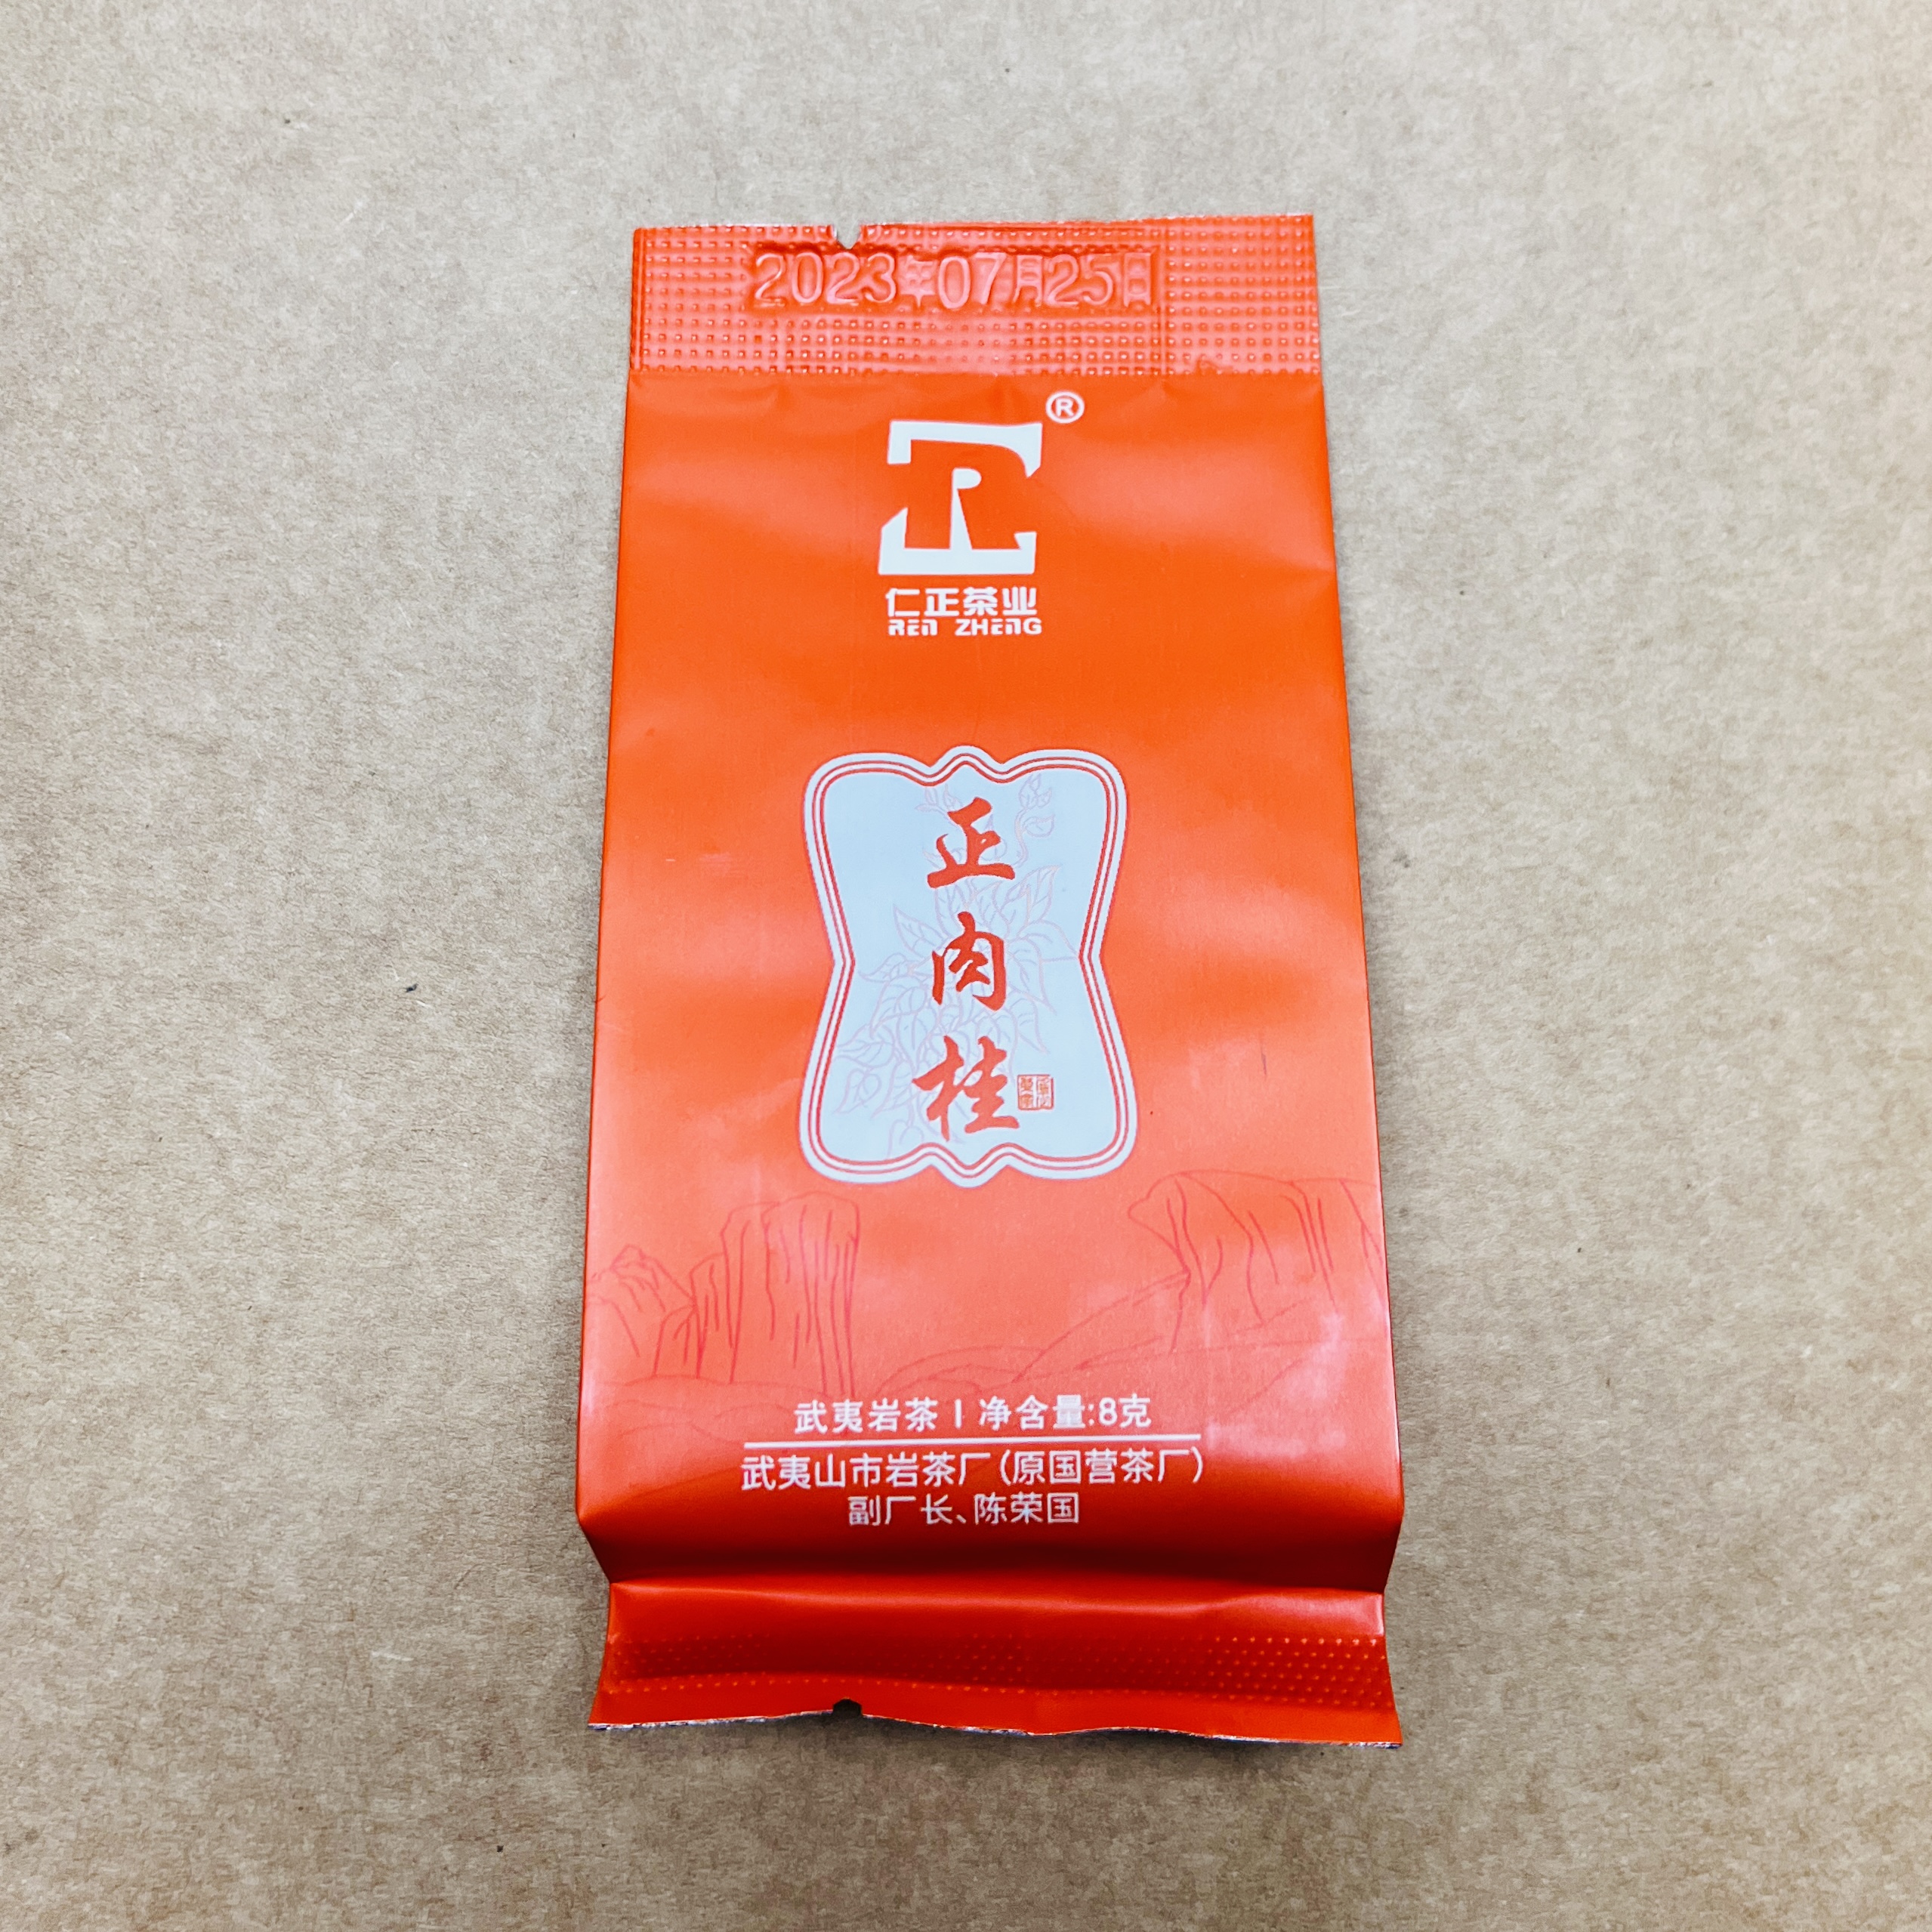 2023年07月25日
®
仁正茶业
REN ZHENG
正肉桂
武夷岩茶 | 净含量:8克
武夷山市岩茶厂(原国营茶厂)
副厂长、陈荣国